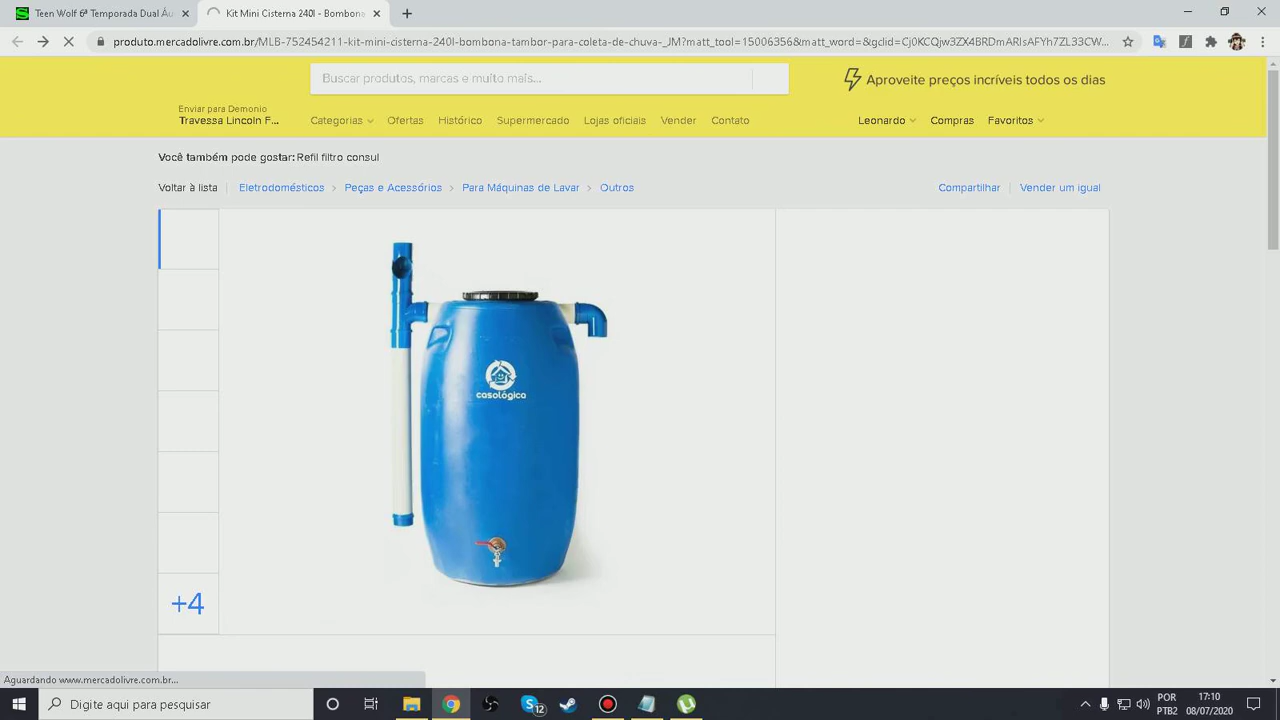 Teen Wolf 6ª Temporada Dual Áu
Kit Mini Cisterna 240l - Bombona
produto.mercadolivre.com.br/MLB-752454211-kit-mini-cisterna-240l-bombona-tambor-para-coleta-de-chuva-_JM?matt_tool=15006356&matt_word=&gclid=Cj0KCQjw3ZX4BRDmARIsAFYh7ZL33CW...
Buscar produtos, marcas e muito mais...
Aproveite preços incríveis todos os dias
Enviar para Demonio
Travessa Lincoln F...
Categorias Ofertas Histórico Supermercado Lojas oficiais Vender Contato
Leonardo Compras Favoritos
Você também pode gostar: Refil filtro consul
Voltar à lista Eletrodomésticos Peças e Acessórios Para Máquinas de Lavar Outros
Compartilhar Vender um igual
casológica
+4
Aguardando www.mercadolivre.com.br...
Digite aqui para pesquisar
12
POR
PTB2
17:10
08/07/2020